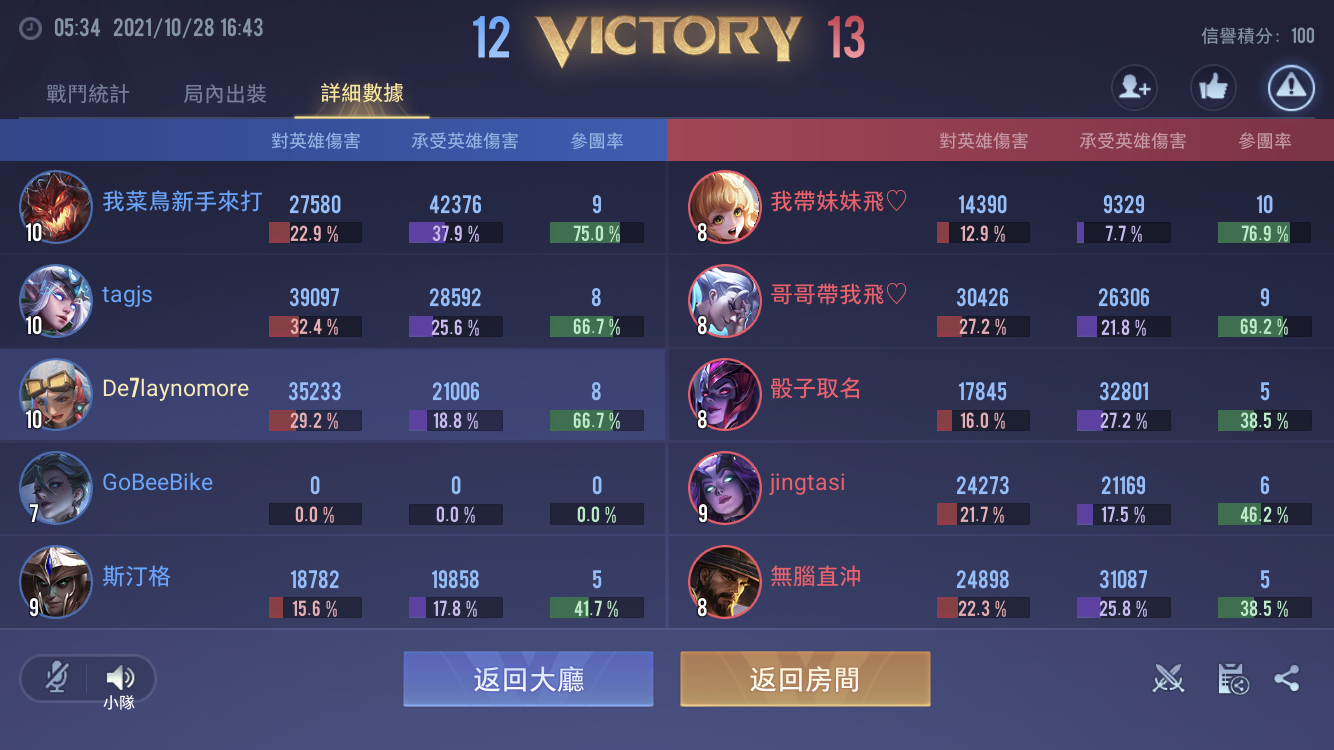 05:34 2021/10/28 16:43
12 VICTORY 13
信譽積分: 100
戰鬥統計 局內出裝 詳細數據
對英雄傷害 承受英雄傷害 參團率 對英雄傷害 承受英雄傷害 參團率
我菜鳥新手來打 27580 42376 9
10 22.9 % 37.9 % 75.0 %
我帶妹妹飛♡ 14390 9329 10
8 12.9 % 7.7 % 76.9 %
tagjs 39097 28592 8
10 32.4 % 25.6 % 66.7 %
哥哥帶我飛♡ 30426 26306 9
8 27.2 % 21.8 % 69.2 %
De7laynomore 35233 21006 8
10 29.2 % 18.8 % 66.7 %
骰子取名 17845 32801 5
8 16.0 % 27.2 % 38.5 %
GoBeeBike 0 0 0
7 0.0 % 0.0 % 0.0 %
jingtasi 24273 21169 6
9 21.7 % 17.5 % 46.2 %
斯汀格 18782 19858 5
9 15.6 % 17.8 % 41.7 %
無腦直沖 24898 31087 5
8 22.3 % 25.8 % 38.5 %
小隊
返回大廳 返回房間